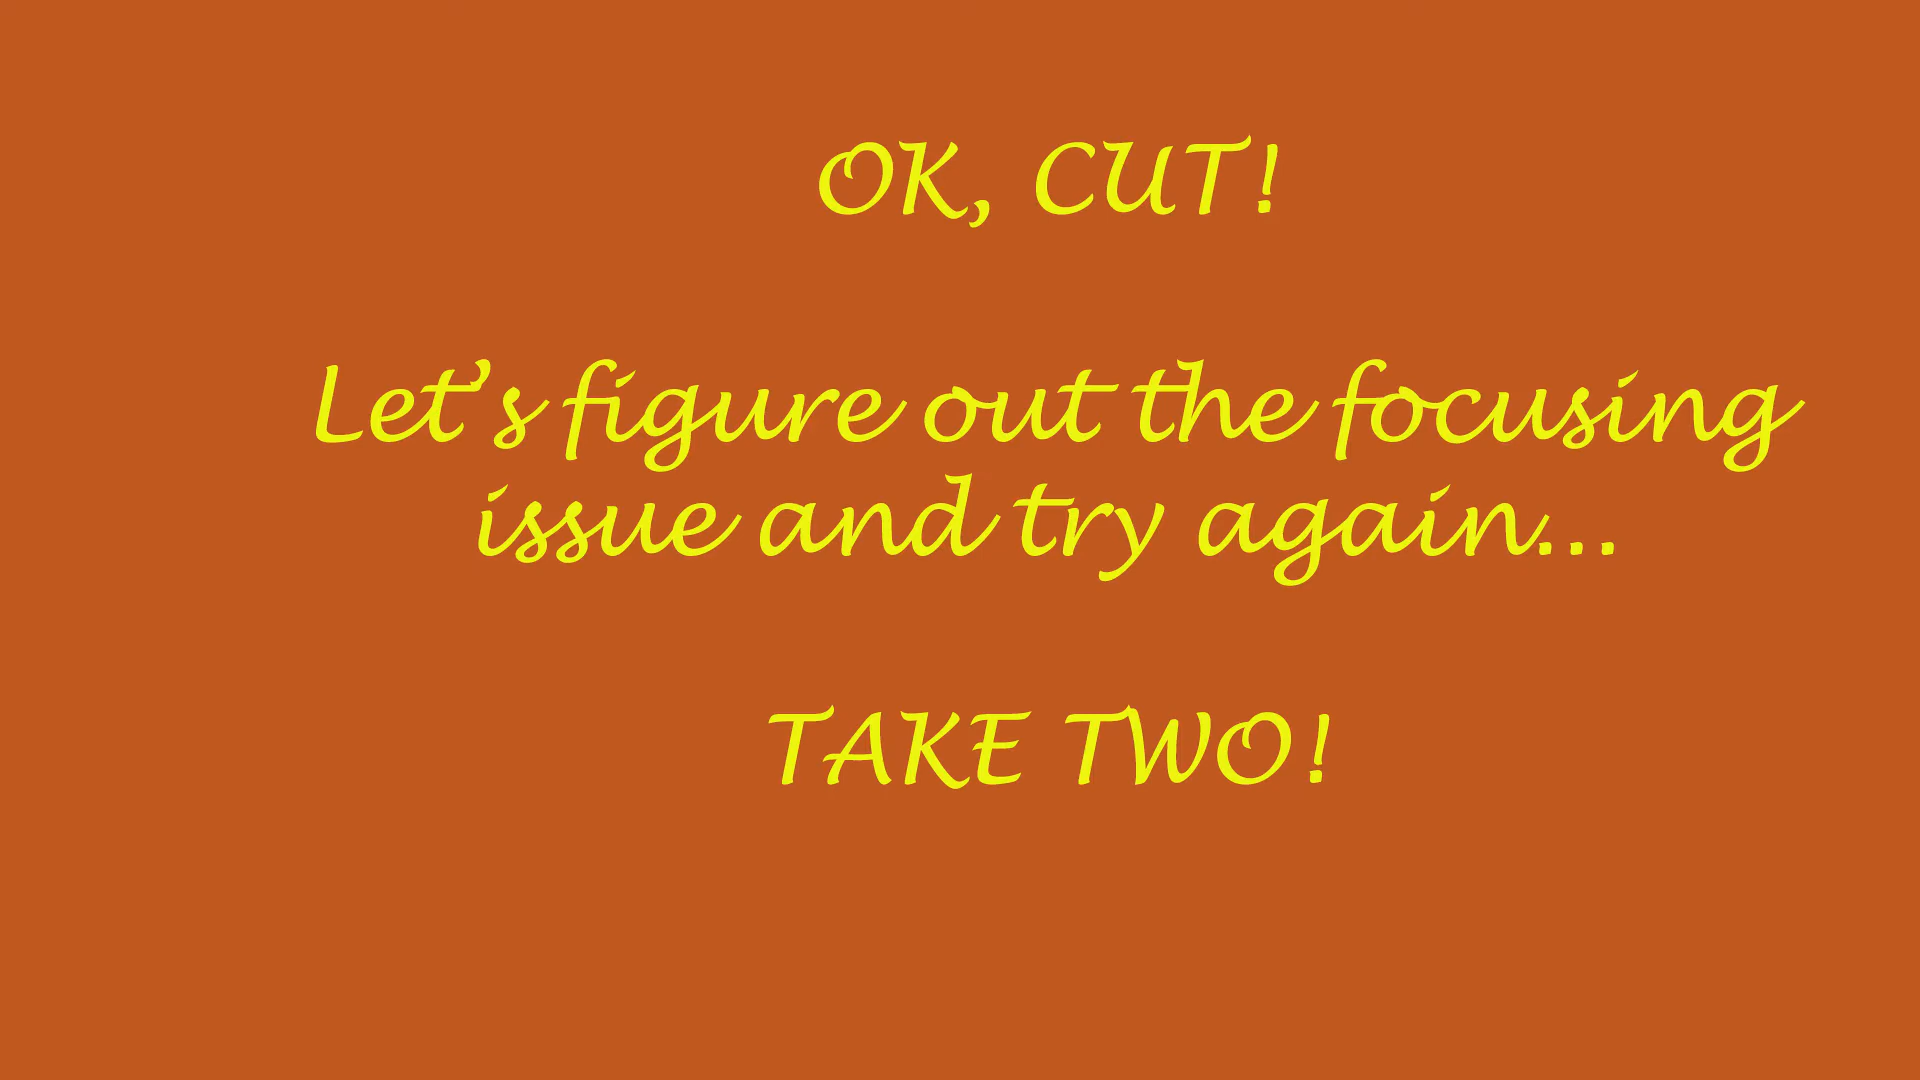 OK, CUT!
Let's figure out the focusing
issue and try again...
TAKE TWO!